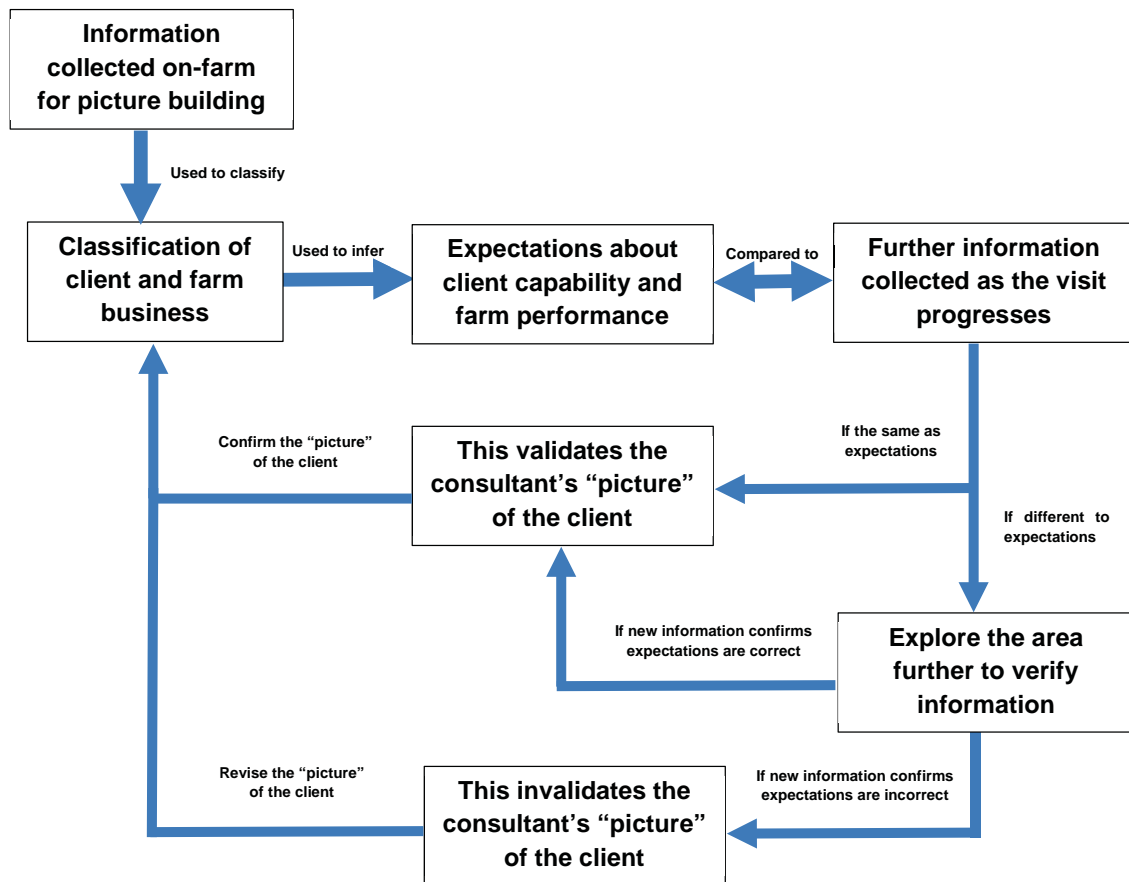 Information
collected on-farm
for picture building
Used to classify
Classification of
client and farm
business
Used to infer
Expectations about
client capability and
farm performance
Compared to
Further information
collected as the visit
progresses
Confirm the “picture”
of the client
This validates the
consultant’s “picture”
of the client
If the same as
expectations
If different to
expectations
If new information confirms
expectations are correct
Explore the area
further to verify
information
Revise the “picture”
of the client
This invalidates the
consultant’s “picture”
of the client
If new information confirms
expectations are incorrect